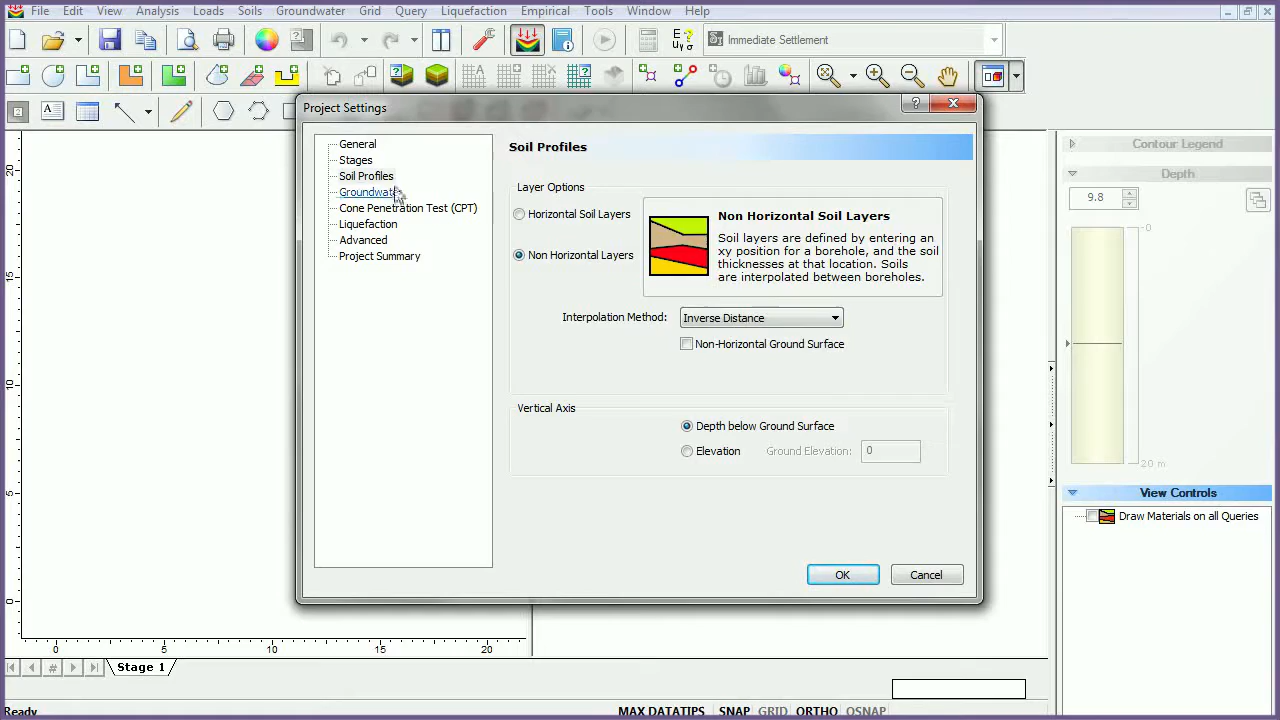 File Edit View Analysis Loads Soils Groundwater Grid Query Liquefaction Empirical Tools Window Help
Immediate Settlement
Project Settings
General
Stages
Soil Profiles
Groundwater
Cone Penetration Test (CPT)
Liquefaction
Advanced
Project Summary
Soil Profiles
Layer Options
Horizontal Soil Layers
Non Horizontal Layers
Non Horizontal Soil Layers
Soil layers are defined by entering an
xy position for a borehole, and the soil
thicknesses at that location. Soils
are interpolated between boreholes.
Interpolation Method: Inverse Distance
Non-Horizontal Ground Surface
Vertical Axis
Depth below Ground Surface
Elevation Ground Elevation: 0
OK Cancel
Contour Legend
Depth
9.8
0
20 m
View Controls
Draw Materials on all Queries
20
15
10
5
0
0 5 10 15 20
Stage 1
Ready
MAX DATATIPS SNAP GRID ORTHO OSNAP